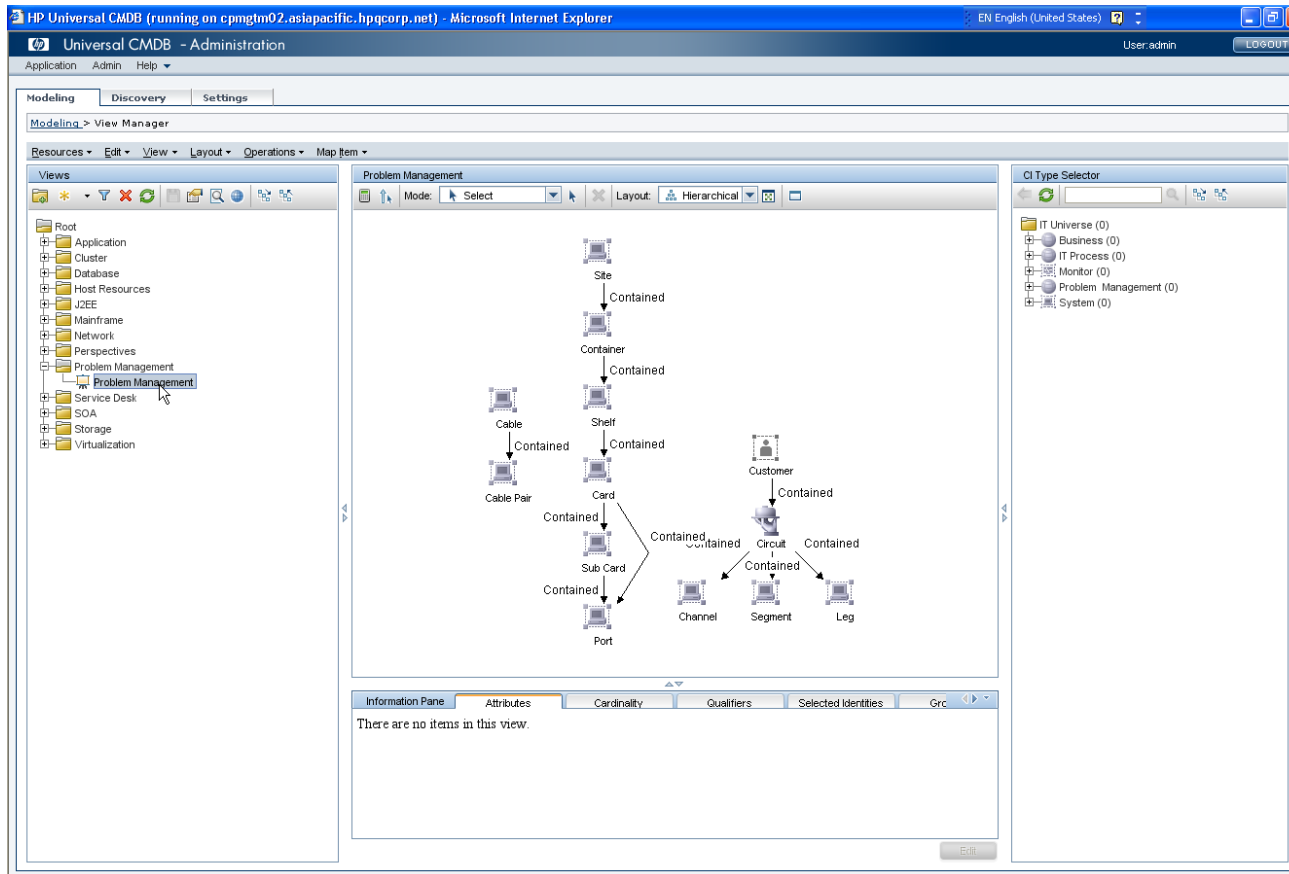 HP Universal CMDB (running on cpmgtm02.asiapacific.hpqcorp.net) - Microsoft Internet Explorer
EN English (United States)
hp Universal CMDB - Administration
User:admin
LOGOUT
Application Admin Help
Modeling Discovery Settings
Modeling > View Manager
Resources Edit View Layout Operations Map Item
Views
Root
Application
Cluster
Database
Host Resources
J2EE
Mainframe
Network
Perspectives
Problem Management
Problem Management
Service Desk
SOA
Storage
Virtualization
Problem Management
Mode: Select Layout: Hierarchical
Site
Contained
Container
Contained
Cable
Shelf
Contained
Contained
Customer
Cable Pair
Card
Contained
Contained
Contained
Circuit
Contained
Sub Card
Contained
Contained
Channel
Segment
Leg
Port
Information Pane Attributes Cardinality Qualifiers Selected Identities
There are no items in this view.
Edit
CI Type Selector
IT Universe (0)
Business (0)
IT Process (0)
Monitor (0)
Problem Management (0)
System (0)